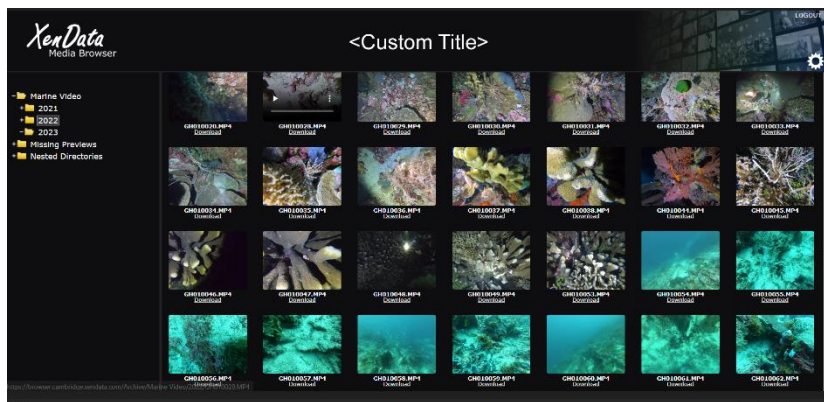 LOGOUT
XenData
Media Browser
<Custom Title>
Marine Video
2021
2022
2023
Missing Previews
Nested Directories
GH010020.MP4 GH010028.MP4 GH010029.MP4 GH010030.MP4 GH010031.MP4 GH010032.MP4 GH010033.MP4
Download Download Download Download Download Download Download
GH010034.MP4 GH010035.MP4 GH010036.MP4 GH010037.MP4 GH010038.MP4 GH010044.MP4 GH010045.MP4
Download Download Download Download Download Download Download
GH010046.MP4 GH010047.MP4 GH010048.MP4 GH010049.MP4 GH010053.MP4 GH010054.MP4 GH010055.MP4
Download Download Download Download Download Download Download
GH010056.MP4 GH010057.MP4 GH010058.MP4 GH010059.MP4 GH010060.MP4 GH010061.MP4 GH010062.MP4
Download Download Download Download Download Download Download